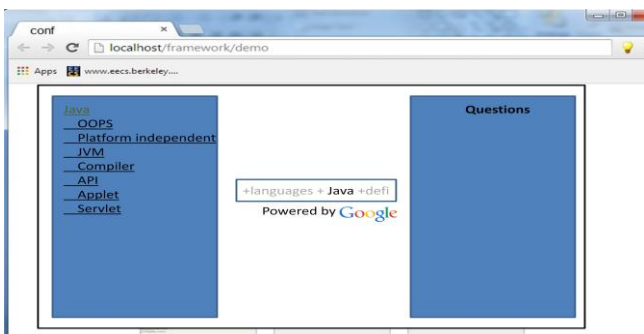 conf
localhost/framework/demo
Apps
www.eecs.berkeley....
Java
OOPS
Platform independent
JVM
Compiler
API
Applet
Servlet
+languages + Java +defi
Powered by Google
Questions